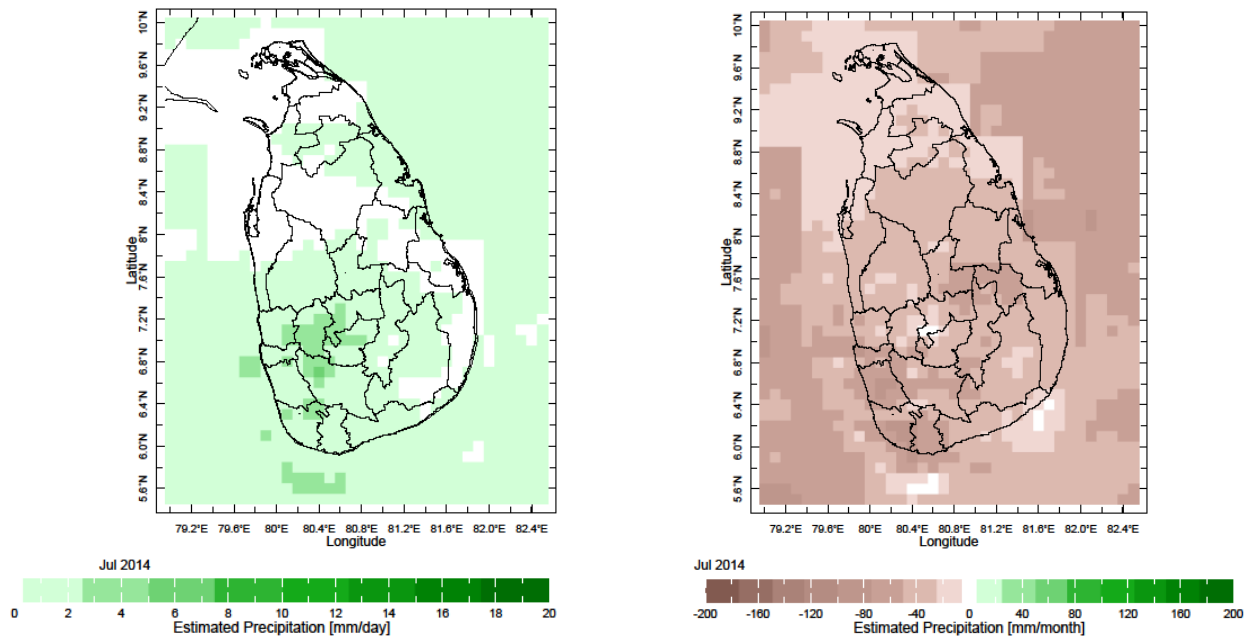 10°N
9.6°N
9.2°N
8.8°N
8.4°N
8°N
7.6°N
7.2°N
6.8°N
6.4°N
6.0°N
5.6°N
Latitude
79.2°E 79.6°E 80°E 80.4°E 80.8°E 81.2°E 81.6°E 82.0°E 82.4°E
Longitude
Jul 2014
0 2 4 6 8 10 12 14 16 18 20
Estimated Precipitation [mm/day]
10°N
9.6°N
9.2°N
8.8°N
8.4°N
8°N
7.6°N
7.2°N
6.8°N
6.4°N
6.0°N
5.6°N
Latitude
79.2°E 79.6°E 80°E 80.4°E 80.8°E 81.2°E 81.6°E 82.0°E 82.4°E
Longitude
Jul 2014
-200 -160 -120 -80 -40 0 40 80 120 160 200
Estimated Precipitation [mm/month]